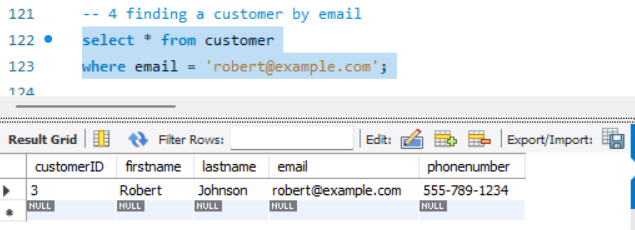 121 -- 4 finding a customer by email
122 select * from customer
123 where email = 'robert@example.com';
124
Result Grid Filter Rows: Edit: Export/Import:
customerID firstname lastname email phonenumber
3 Robert Johnson robert@example.com 555-789-1234
NULL NULL NULL NULL NULL